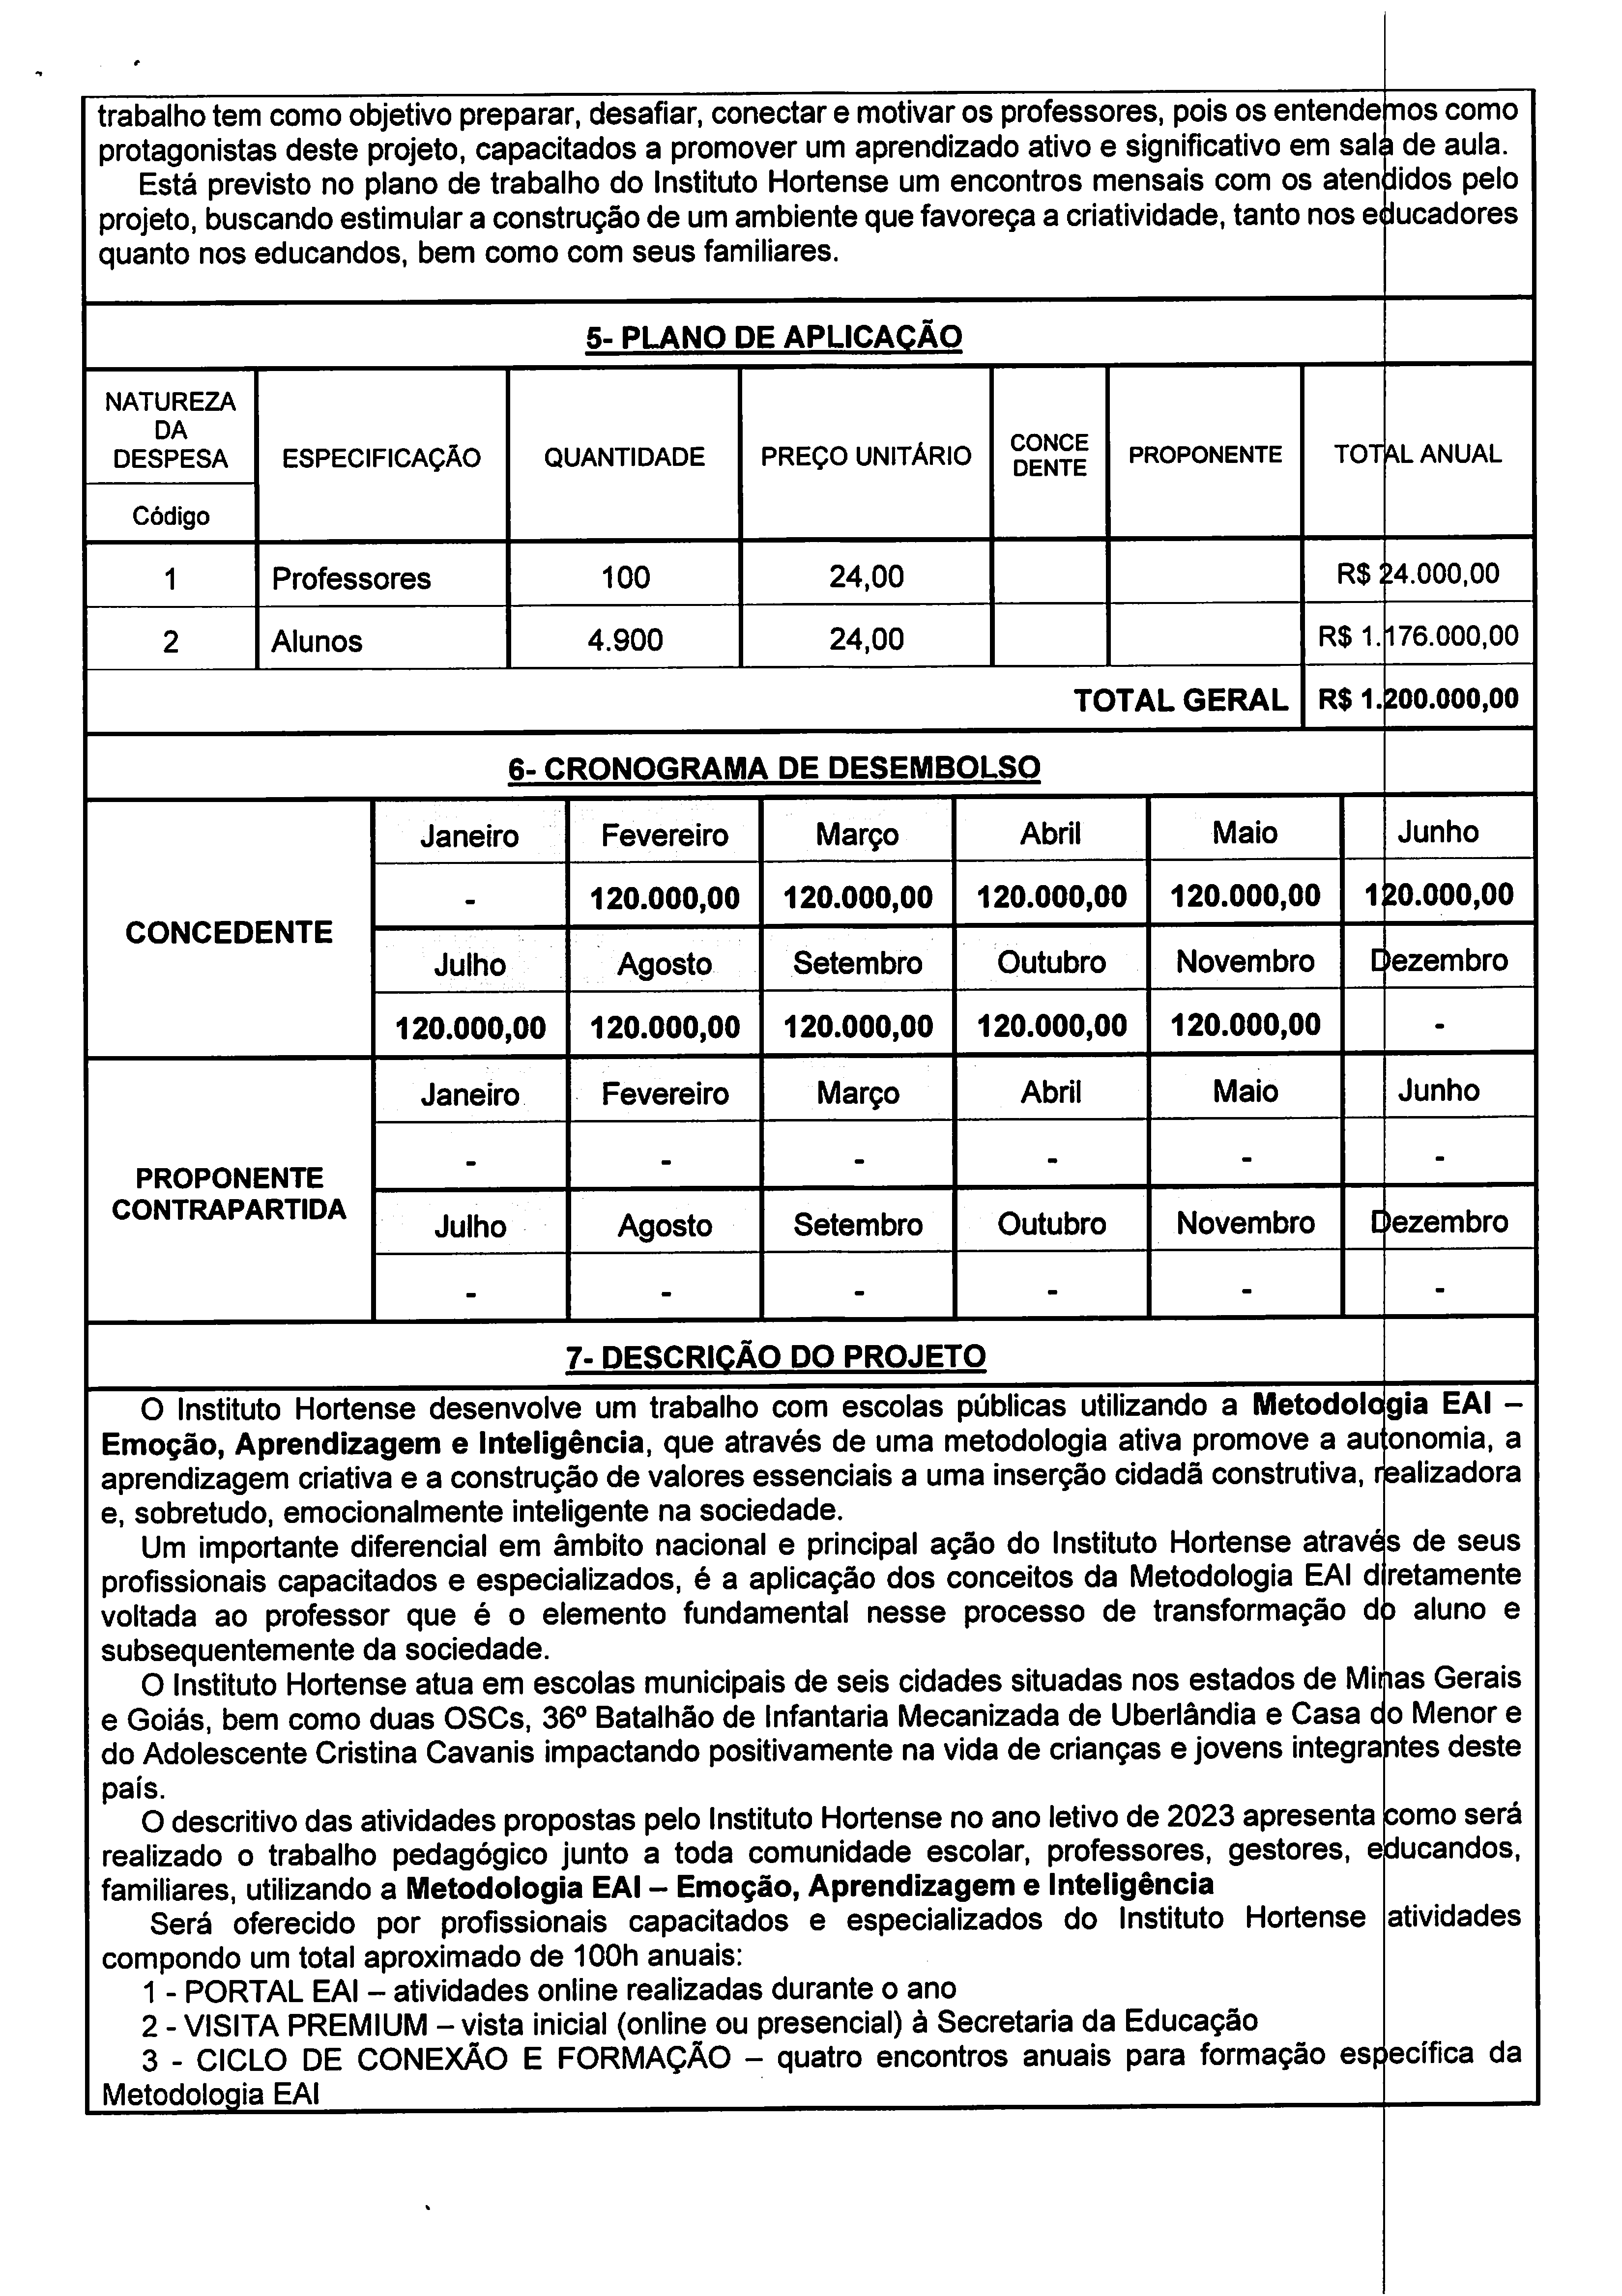 trabalho tem como objetivo preparar, desafiar, conectar e motivar os professores, pois os entendemos como
protagonistas deste projeto, capacitados a promover um aprendizado ativo e significativo em sala de aula.
Está previsto no plano de trabalho do Instituto Hortense um encontros mensais com os atendidos pelo
projeto, buscando estimular a construção de um ambiente que favoreça a criatividade, tanto nos educadores
quanto nos educandos, bem como com seus familiares.
5- PLANO DE APLICAÇÃO
NATUREZA
DA
DESPESA
Código
ESPECIFICAÇÃO QUANTIDADE PREÇO UNITÁRIO CONCE
DENTE PROPONENTE TOTAL ANUAL
1 Professores 100 24,00 R$ 24.000,00
2 Alunos 4.900 24,00 R$ 1.176.000,00
TOTAL GERAL R$ 1.200.000,00
6- CRONOGRAMA DE DESEMBOLSO
CONCEDENTE
Janeiro Fevereiro Março Abril Maio Junho
- 120.000,00 120.000,00 120.000,00 120.000,00 120.000,00
Julho Agosto Setembro Outubro Novembro Dezembro
120.000,00 120.000,00 120.000,00 120.000,00 120.000,00 -
PROPONENTE
CONTRAPARTIDA
Janeiro Fevereiro Março Abril Maio Junho
- - - - - -
Julho Agosto Setembro Outubro Novembro Dezembro
- - - - - -
7- DESCRIÇÃO DO PROJETO
O Instituto Hortense desenvolve um trabalho com escolas públicas utilizando a Metodologia EAI –
Emoção, Aprendizagem e Inteligência, que através de uma metodologia ativa promove a autonomia, a
aprendizagem criativa e a construção de valores essenciais a uma inserção cidadã construtiva, realizadora
e, sobretudo, emocionalmente inteligente na sociedade.
Um importante diferencial em âmbito nacional e principal ação do Instituto Hortense através de seus
profissionais capacitados e especializados, é a aplicação dos conceitos da Metodologia EAI diretamente
voltada ao professor que é o elemento fundamental nesse processo de transformação do aluno e
subsequentemente da sociedade.
O Instituto Hortense atua em escolas municipais de seis cidades situadas nos estados de Minas Gerais
e Goiás, bem como duas OSCs, 36º Batalhão de Infantaria Mecanizada de Uberlândia e Casa do Menor e
do Adolescente Cristina Cavanis impactando positivamente na vida de crianças e jovens integrantes deste
país.
O descritivo das atividades propostas pelo Instituto Hortense no ano letivo de 2023 apresenta como será
realizado o trabalho pedagógico junto a toda comunidade escolar, professores, gestores, educandos,
familiares, utilizando a Metodologia EAI – Emoção, Aprendizagem e Inteligência
Será oferecido por profissionais capacitados e especializados do Instituto Hortense atividades
compondo um total aproximado de 100h anuais:
1 - PORTAL EAI – atividades online realizadas durante o ano
2 - VISITA PREMIUM – vista inicial (online ou presencial) à Secretaria da Educação
3 - CICLO DE CONEXÃO E FORMAÇÃO – quatro encontros anuais para formação específica da
Metodologia EAI